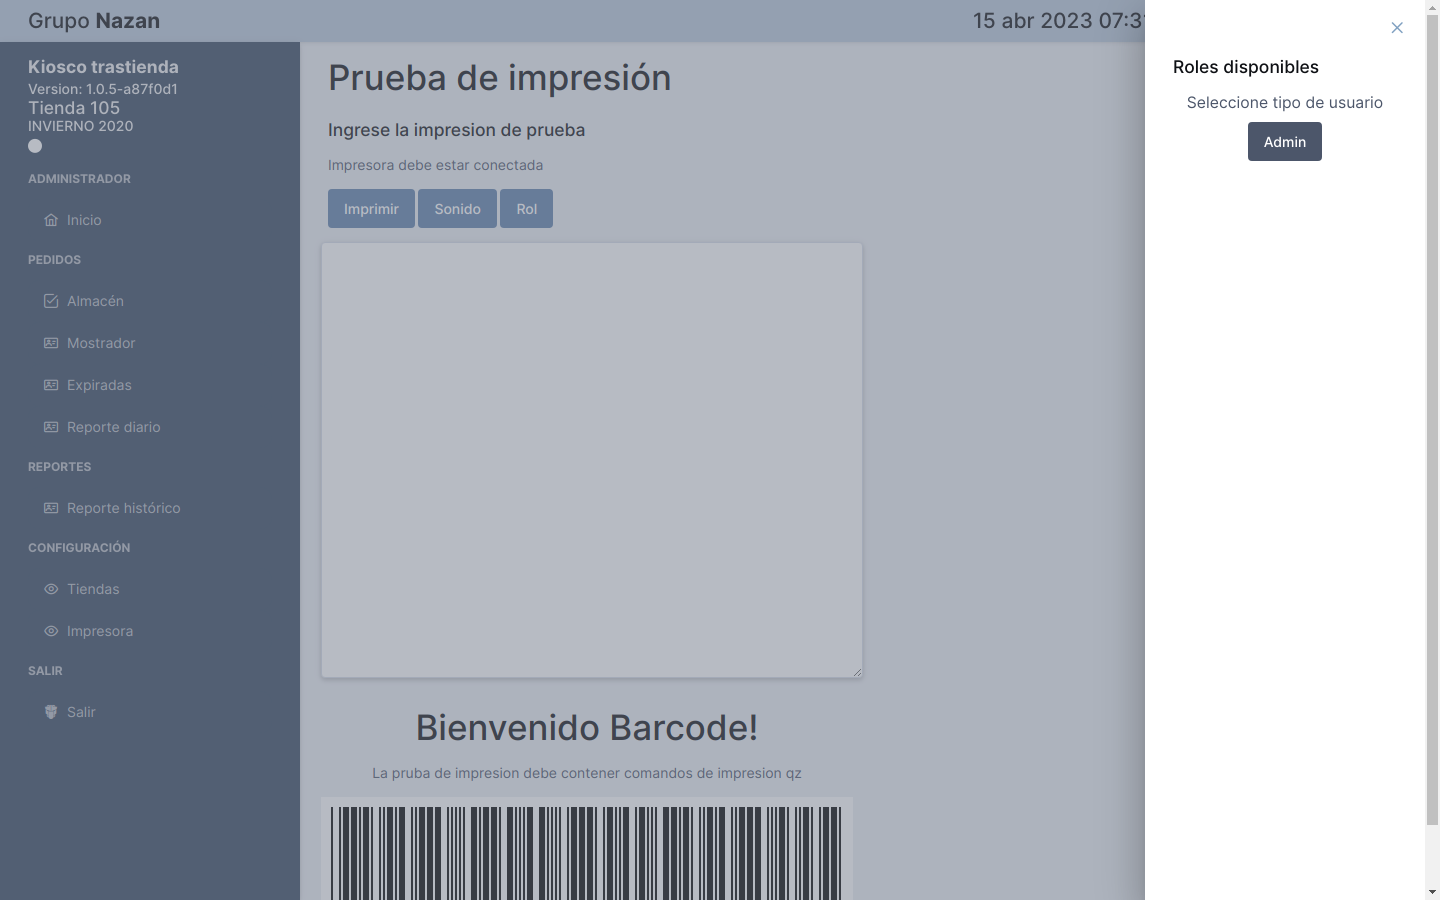 Grupo Nazan
15 abr 2023 07:3
Kiosco trastienda
Version: 1.0.5-a87f0d1
Tienda 105
INVIERNO 2020
ADMINISTRADOR
Inicio
PEDIDOS
Almacén
Mostrador
Expiradas
Reporte diario
REPORTES
Reporte histórico
CONFIGURACIÓN
Tiendas
Impresora
SALIR
Salir
Prueba de impresión
Ingrese la impresion de prueba
Impresora debe estar conectada
Imprimir Sonido Rol
Bienvenido Barcode!
La pruba de impresion debe contener comandos de impresion qz
Roles disponibles
Seleccione tipo de usuario
Admin